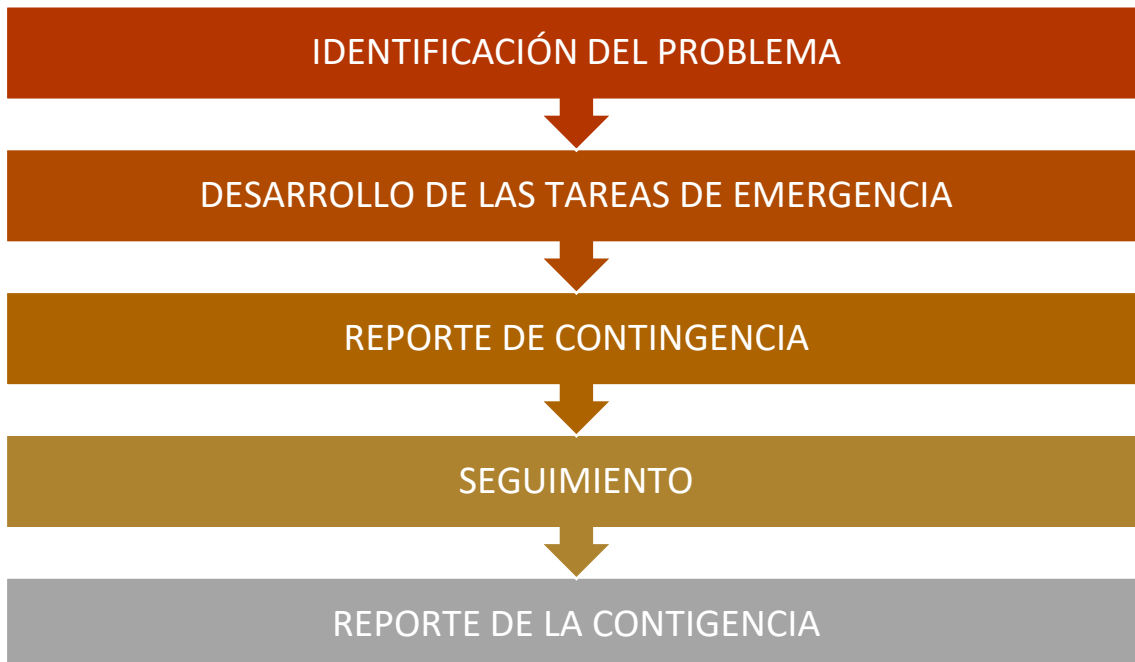 IDENTIFICACIÓN DEL PROBLEMA
DESARROLLO DE LAS TAREAS DE EMERGENCIA
REPORTE DE CONTINGENCIA
SEGUIMIENTO
REPORTE DE LA CONTIGENCIA